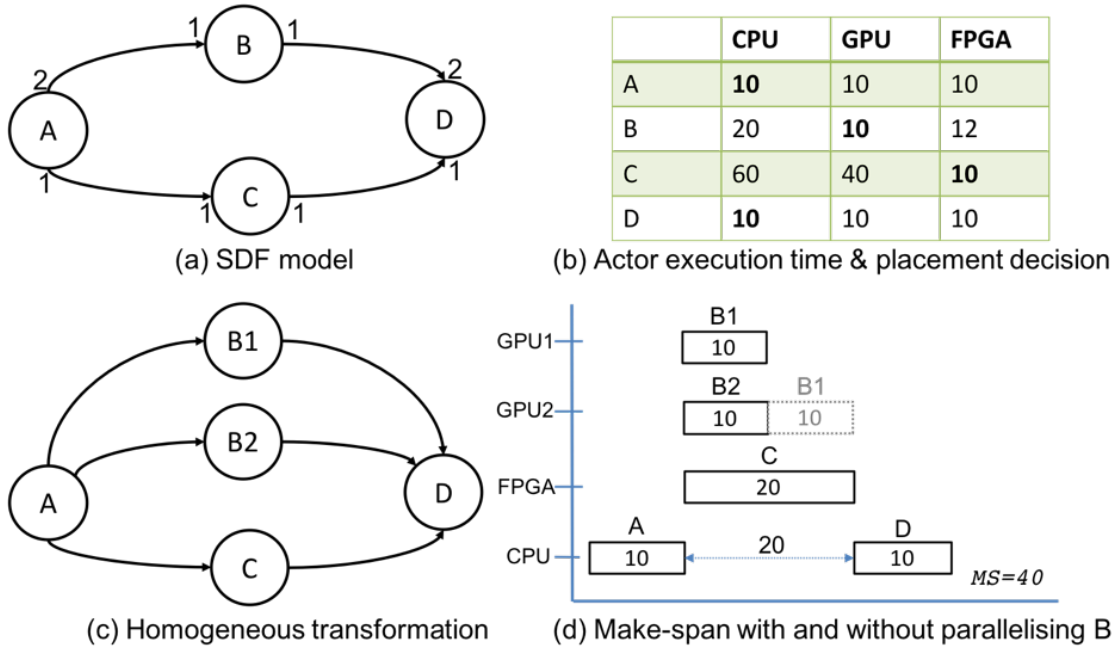 1
B
1
2
2
A
D
1
1
C
1
1
(a) SDF model
CPU GPU FPGA
A 10 10 10
B 20 10 12
C 60 40 10
D 10 10 10
(b) Actor execution time & placement decision
B1
B2
A
D
C
(c) Homogeneous transformation
B1
GPU1
10
B2 B1
GPU2
10 10
C
FPGA
20
A 20 D
CPU
10 10
MS=40
(d) Make-span with and without parallelising B